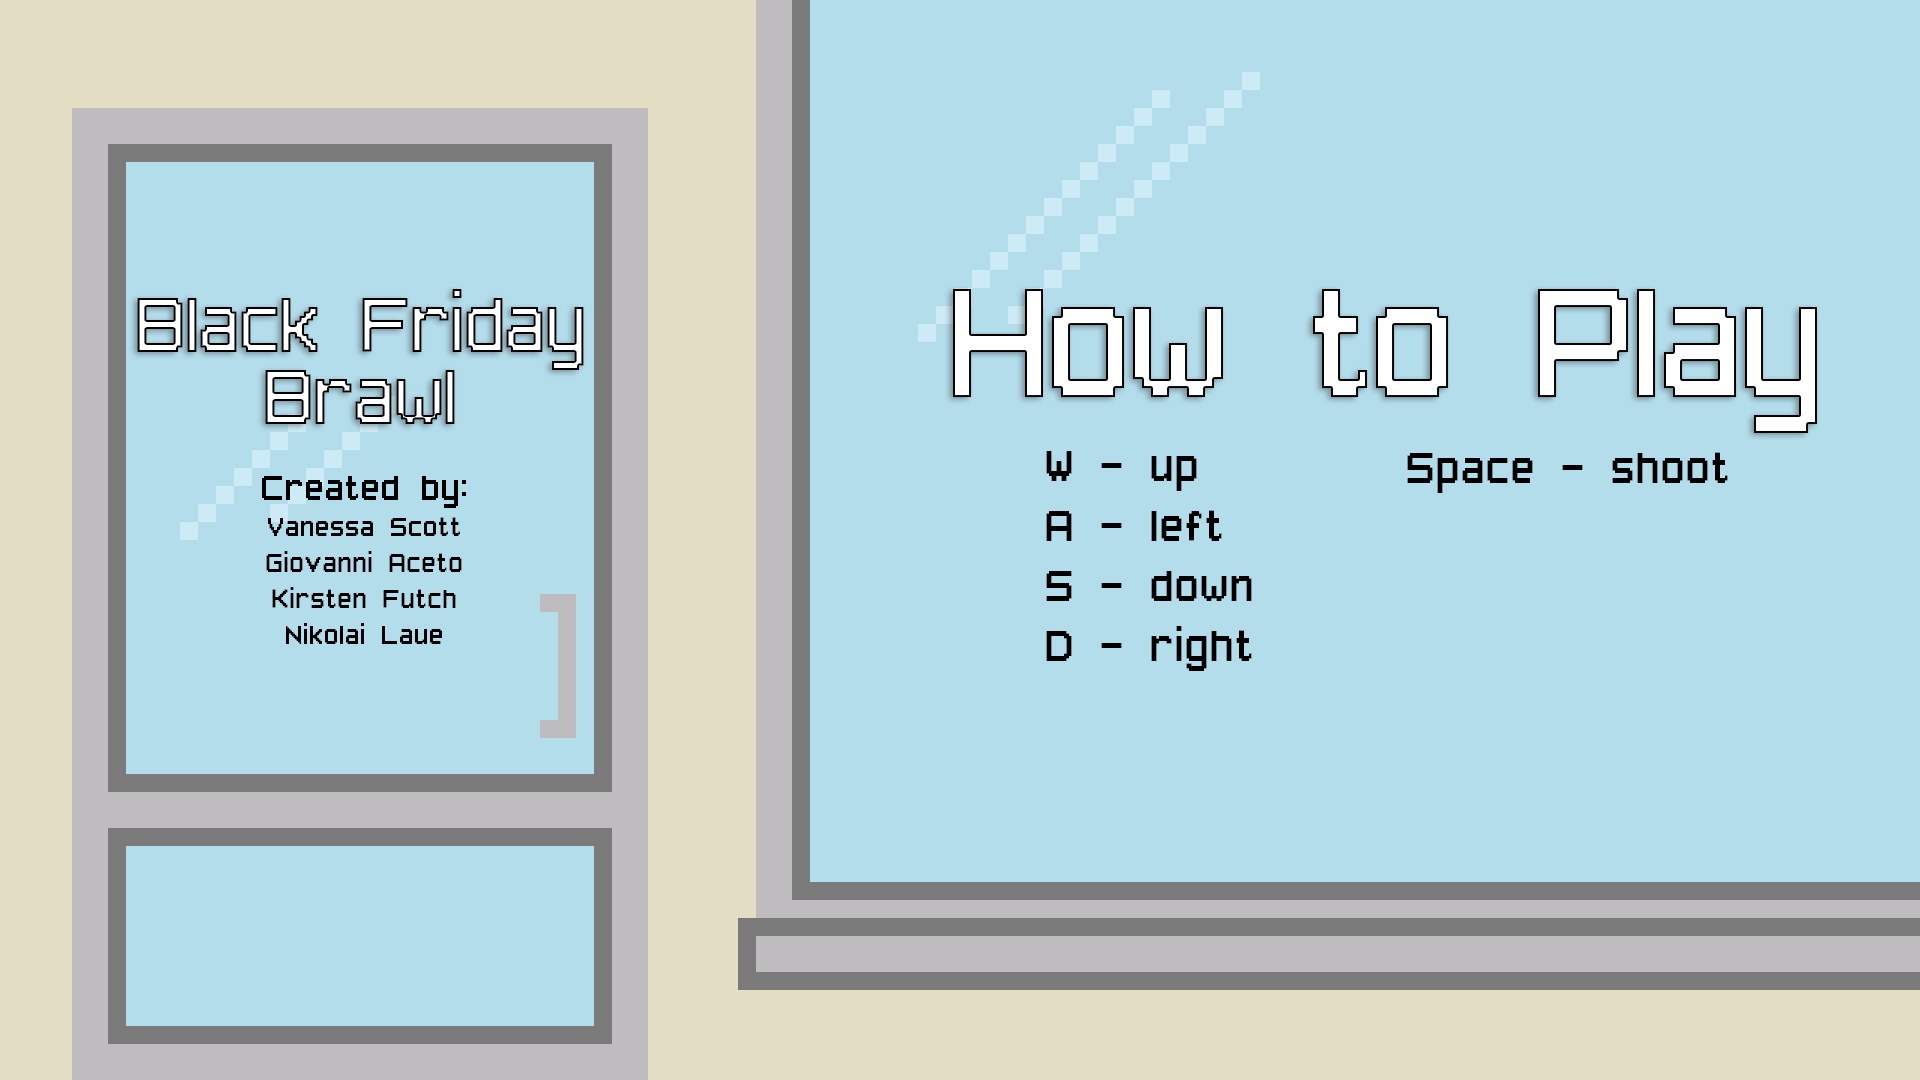 Black Friday
Brawl
Created by:
Vanessa Scott
Giovanni Aceto
Kirsten Futch
Nikolai Laue
How to Play
W - up
A - left
S - down
D - right
Space - shoot